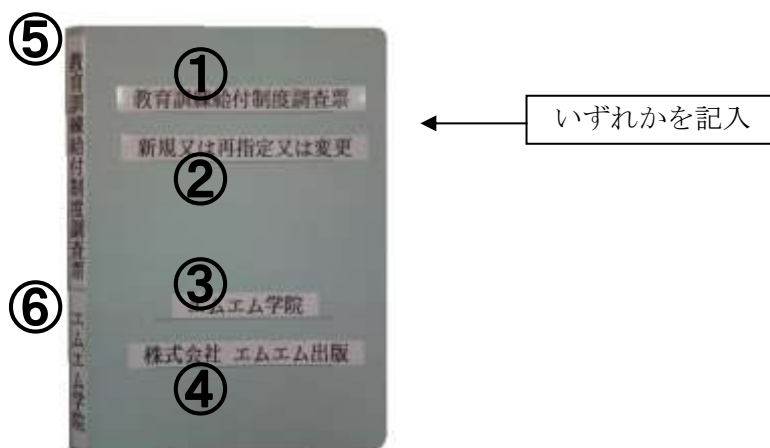 ⑤
教育訓練給付制度調査票
①
教育訓練給付制度調査票
いずれかを記入
新規又は再指定又は変更
②
⑥
エムエム学院
③
エムエム学院
株式会社 エムエム出版
④